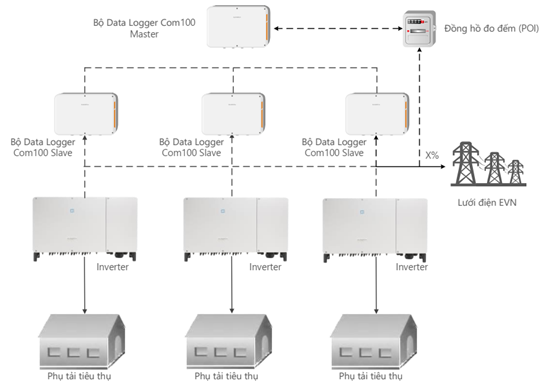 Bộ Data Logger Com100
Master
Đồng hồ đo đếm (POI)
Bộ Data Logger
Com100 Slave
Bộ Data Logger
Com100 Slave
Bộ Data Logger
Com100 Slave
X%
Lưới điện EVN
Inverter
Inverter
Inverter
Phụ tải tiêu thụ
Phụ tải tiêu thụ
Phụ tải tiêu thụ